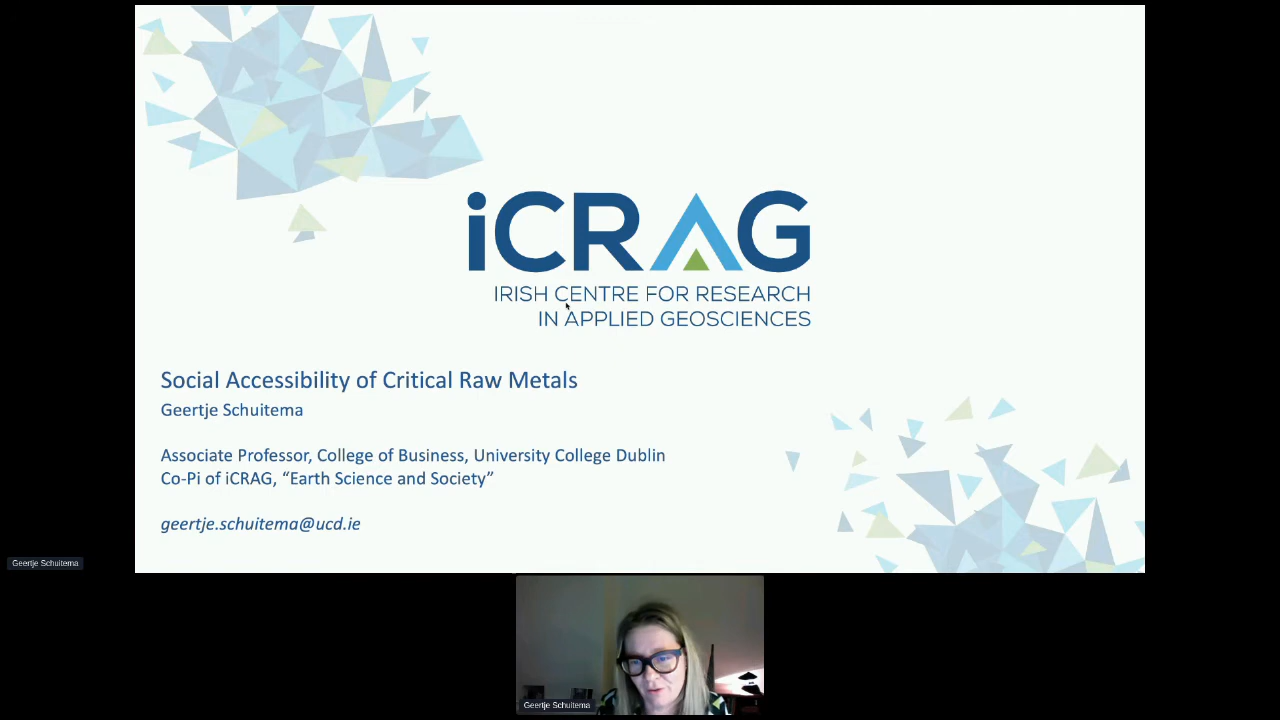 iCRAG
IRISH CENTRE FOR RESEARCH
IN APPLIED GEOSCIENCES
Social Accessibility of Critical Raw Metals
Geertje Schuitema
Associate Professor, College of Business, University College Dublin
Co-Pi of iCRAG, “Earth Science and Society”
geertje.schuitema@ucd.ie
Geertje Schuitema
Geertje Schuitema